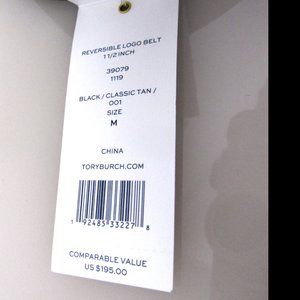 REVERSIBLE LOGO BELT
1 1/2 INCH
39079
1119
BLACK / CLASSIC TAN /
001
SIZE
M
CHINA
TORYBURCH.COM
1 92485 33227 8
COMPARABLE VALUE
US $195.00